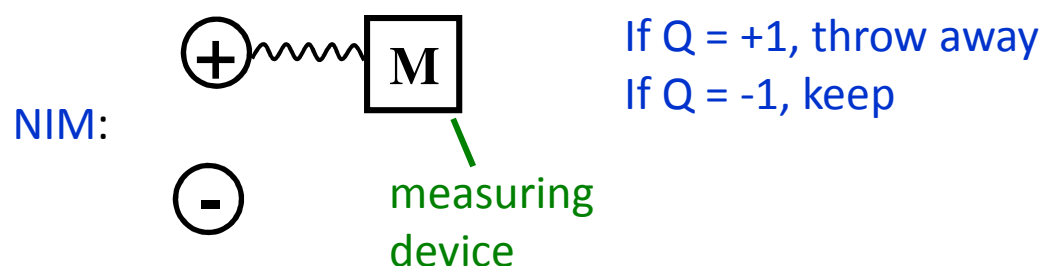 If Q = +1, throw away
+ M
If Q = -1, keep
NIM:
-
measuring
device